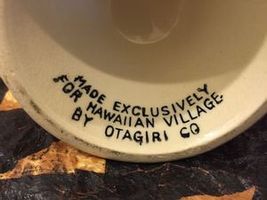 MADE EXCLUSIVELY
FOR HAWAIIAN VILLAGE.
BY OTAGIRI CO